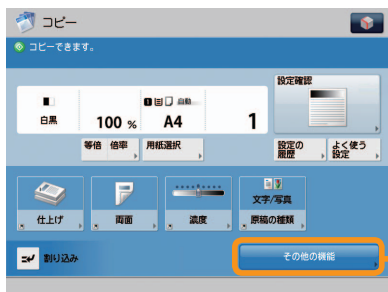 コピー
コピーできます。
設定確認
白黒
100 %
自動
A4
1
等倍
倍率
用紙選択
設定の
履歴
よく使う
設定
仕上げ
両面
濃度
文字/写真
原稿の種類
割り込み
その他の機能